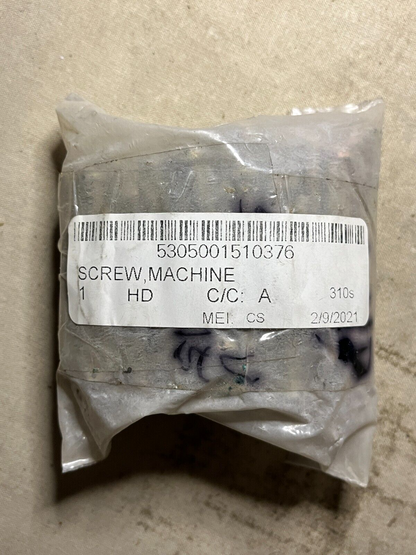 5305001510376
SCREW,MACHINE
1 HD C/C: A 310s
MEI: CS 2/9/2021